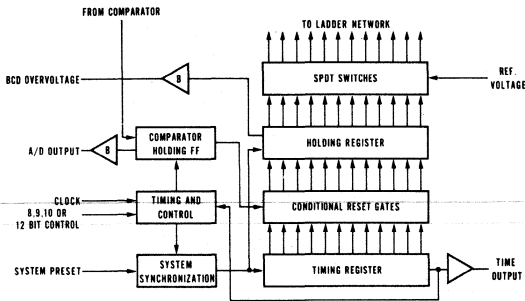 FROM COMPARATOR
TO LADDER NETWORK
BCD OVERVOLTAGE
B
SPDT SWITCHES
REF.
VOLTAGE
A/D OUTPUT
B
COMPARATOR
HOLDING FF
HOLDING REGISTER
CLOCK
8,9,10 OR
12 BIT CONTROL
TIMING AND
CONTROL
CONDITIONAL RESET GATES
SYSTEM PRESET
SYSTEM
SYNCHRONIZATION
TIMING REGISTER
TIME
OUTPUT